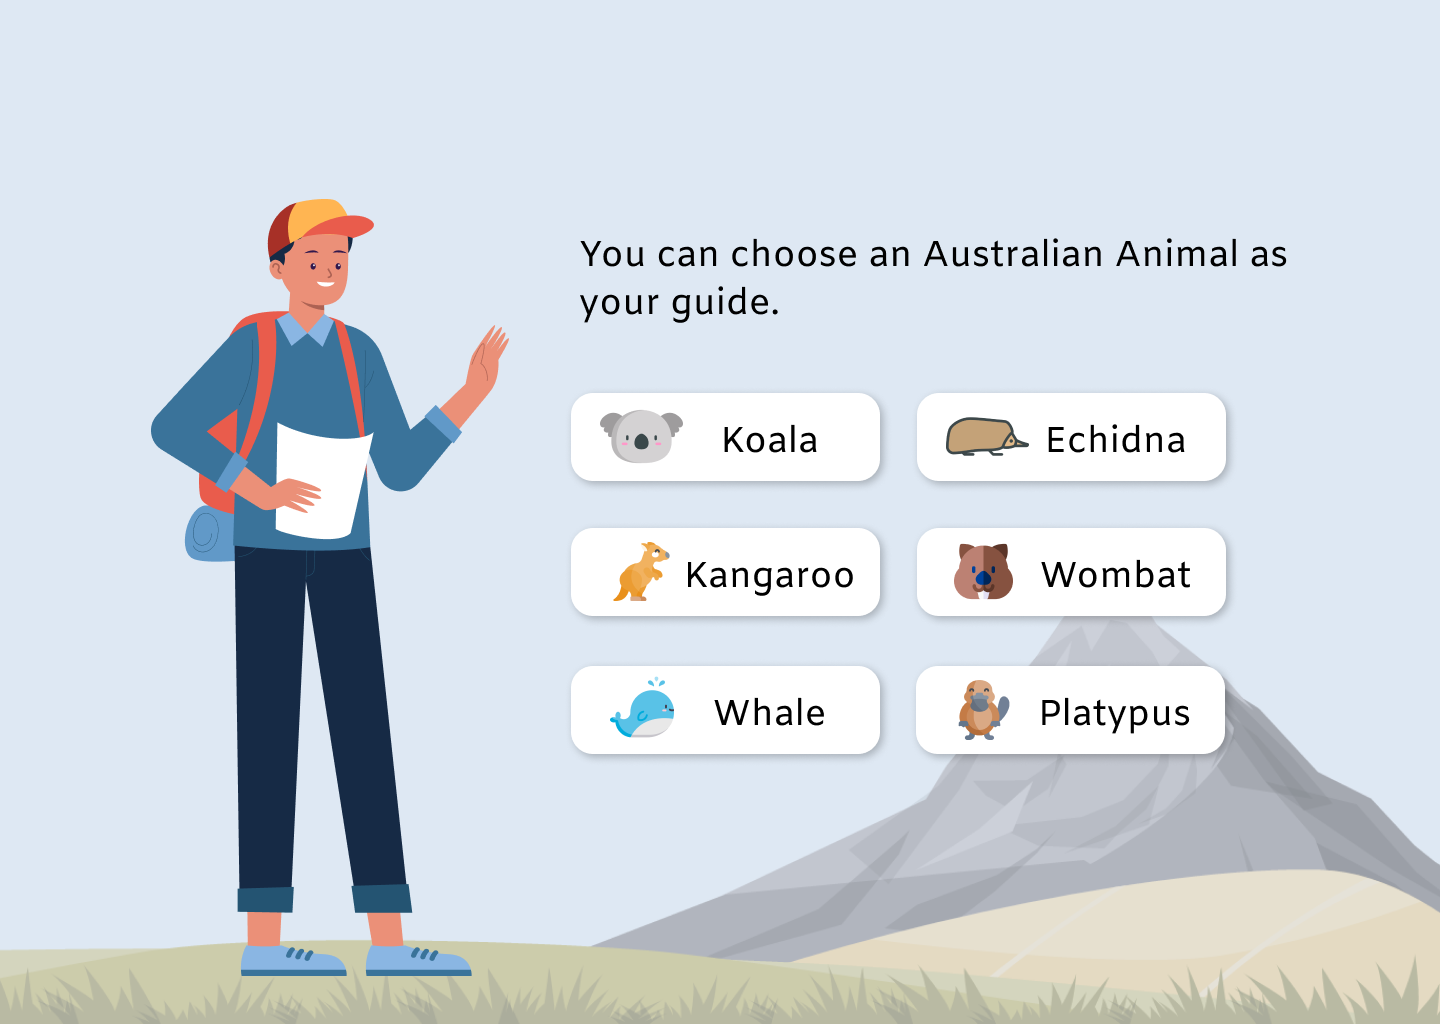 You can choose an Australian Animal as
your guide.
Koala
Echidna
Kangaroo
Wombat
Whale
Platypus